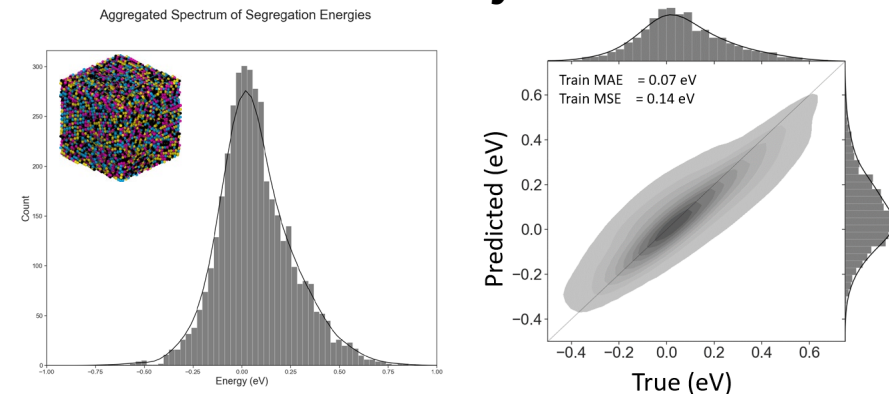 Aggregated Spectrum of Segregation Energies
Count
300
250
200
150
100
50
0
−1.00 −0.75 −0.50 −0.25 0.00 0.25 0.50 0.75 1.00
Energy (eV)
Train MAE = 0.07 eV
Train MSE = 0.14 eV
Predicted (eV)
0.6
0.4
0.2
0.0
−0.2
−0.4
−0.4 −0.2 0.0 0.2 0.4 0.6
True (eV)